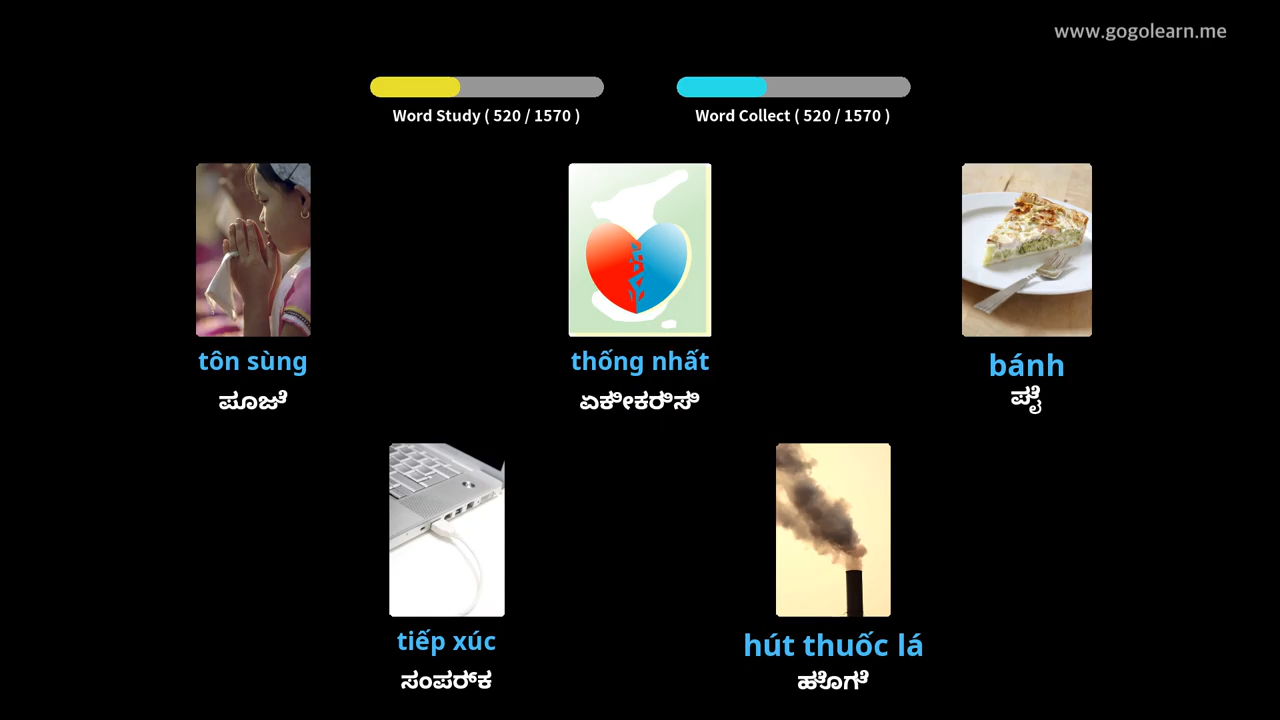 www.gogolearn.me
Word Study ( 520 / 1570 )
Word Collect ( 520 / 1570 )
tôn sùng
thống nhất
bánh
ಪೂಜೆ
ಏಕೀಕರಿಸಿ
ಪೈ
tiếp xúc
hút thuốc lá
ಸಂಪರ್ಕ
ಹೊಗೆ